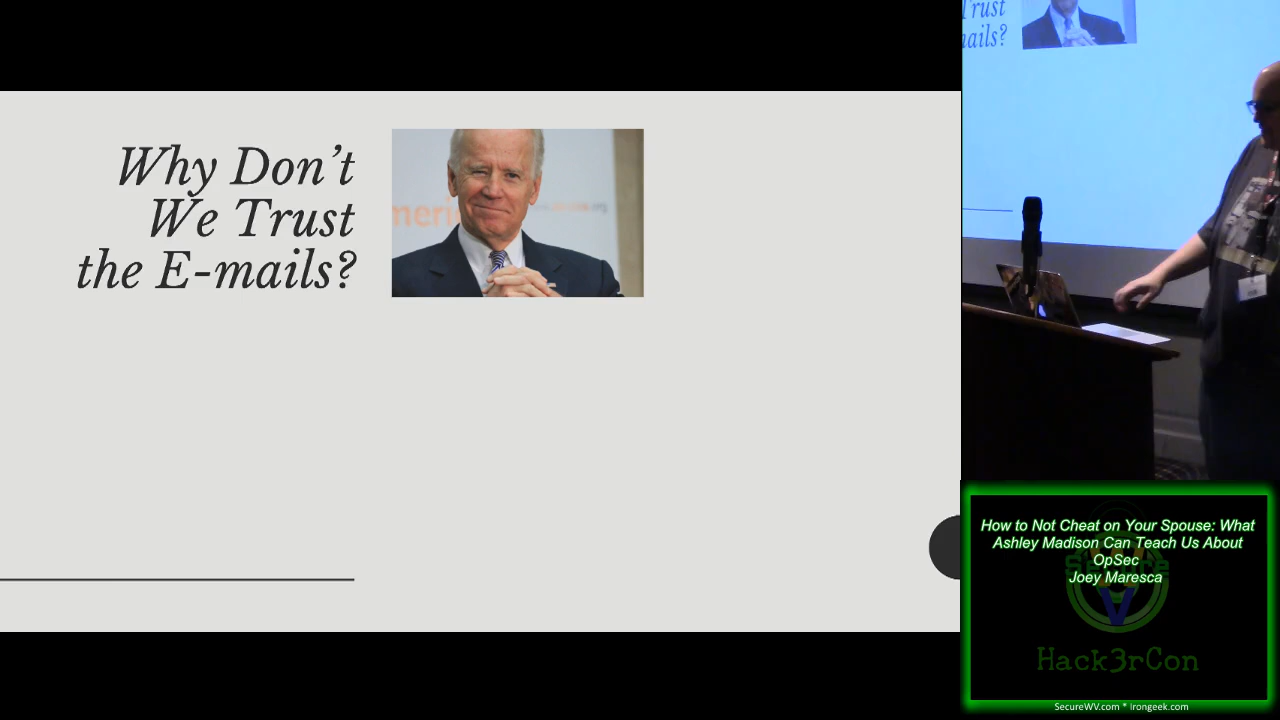 Why Don't
We Trust
the E-mails?
meri
Trust
mails?
How to Not Cheat on Your Spouse: What
Ashley Madison Can Teach Us About
OpSec
Joey Maresca
Hack3rCon
SecureWV.com * Irongeek.com